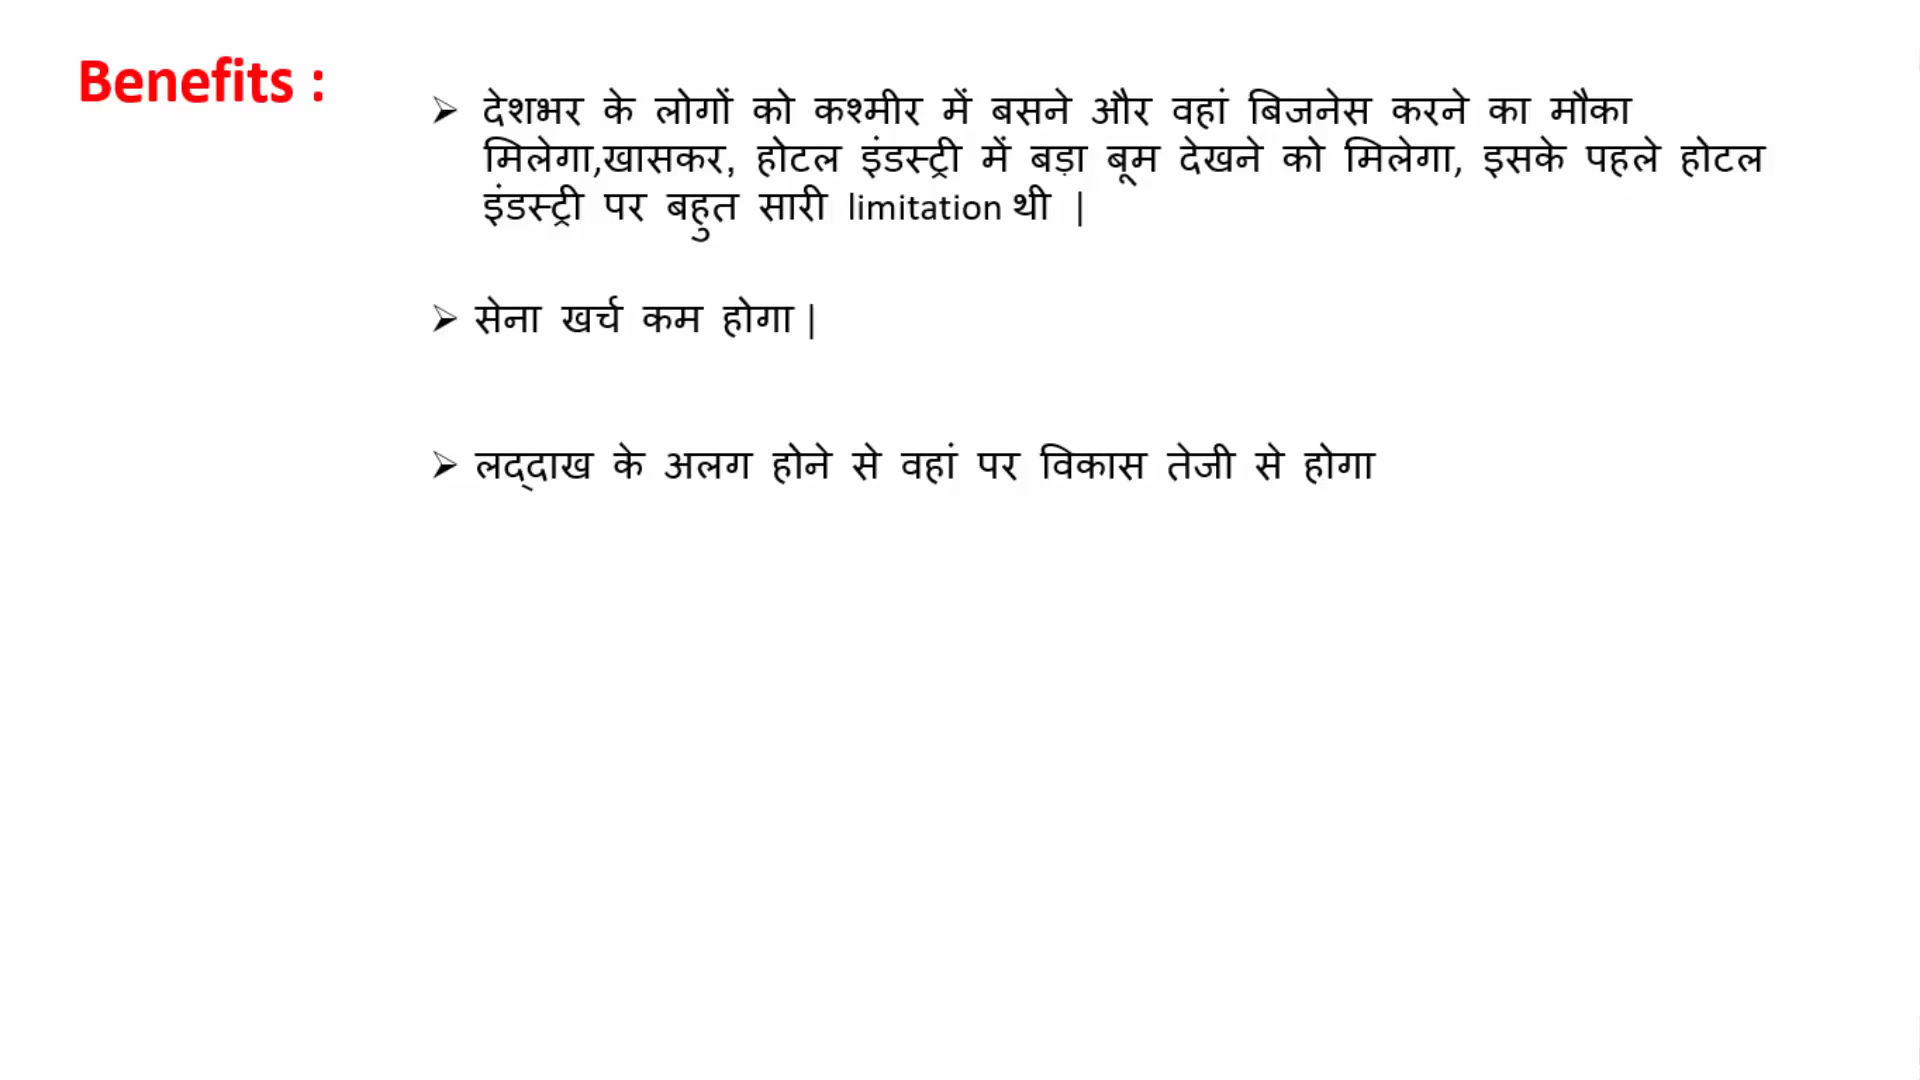 Benefits :
➢ देशभर के लोगों को कश्मीर में बसने और वहां बिजनेस करने का मौका
मिलेगा,खासकर, होटल इंडस्ट्री में बड़ा बूम देखने को मिलेगा, इसके पहले होटल
इंडस्ट्री पर बहुत सारी limitation थी |
➢ सेना खर्च कम होगा |
➢ लद्दाख के अलग होने से वहां पर विकास तेजी से होगा